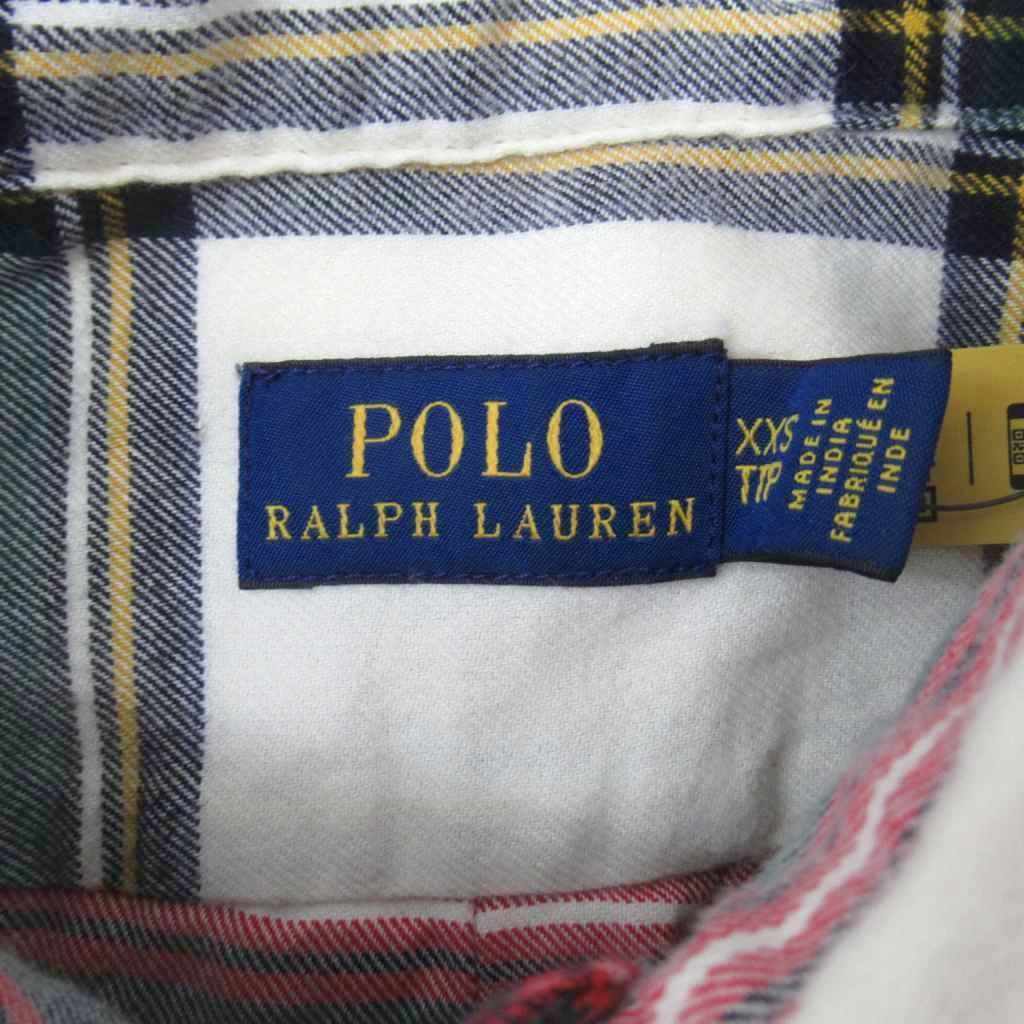 POLO
RALPH LAUREN
XXS
TTP
MADE IN
INDIA
FABRIQUÉ EN
INDE